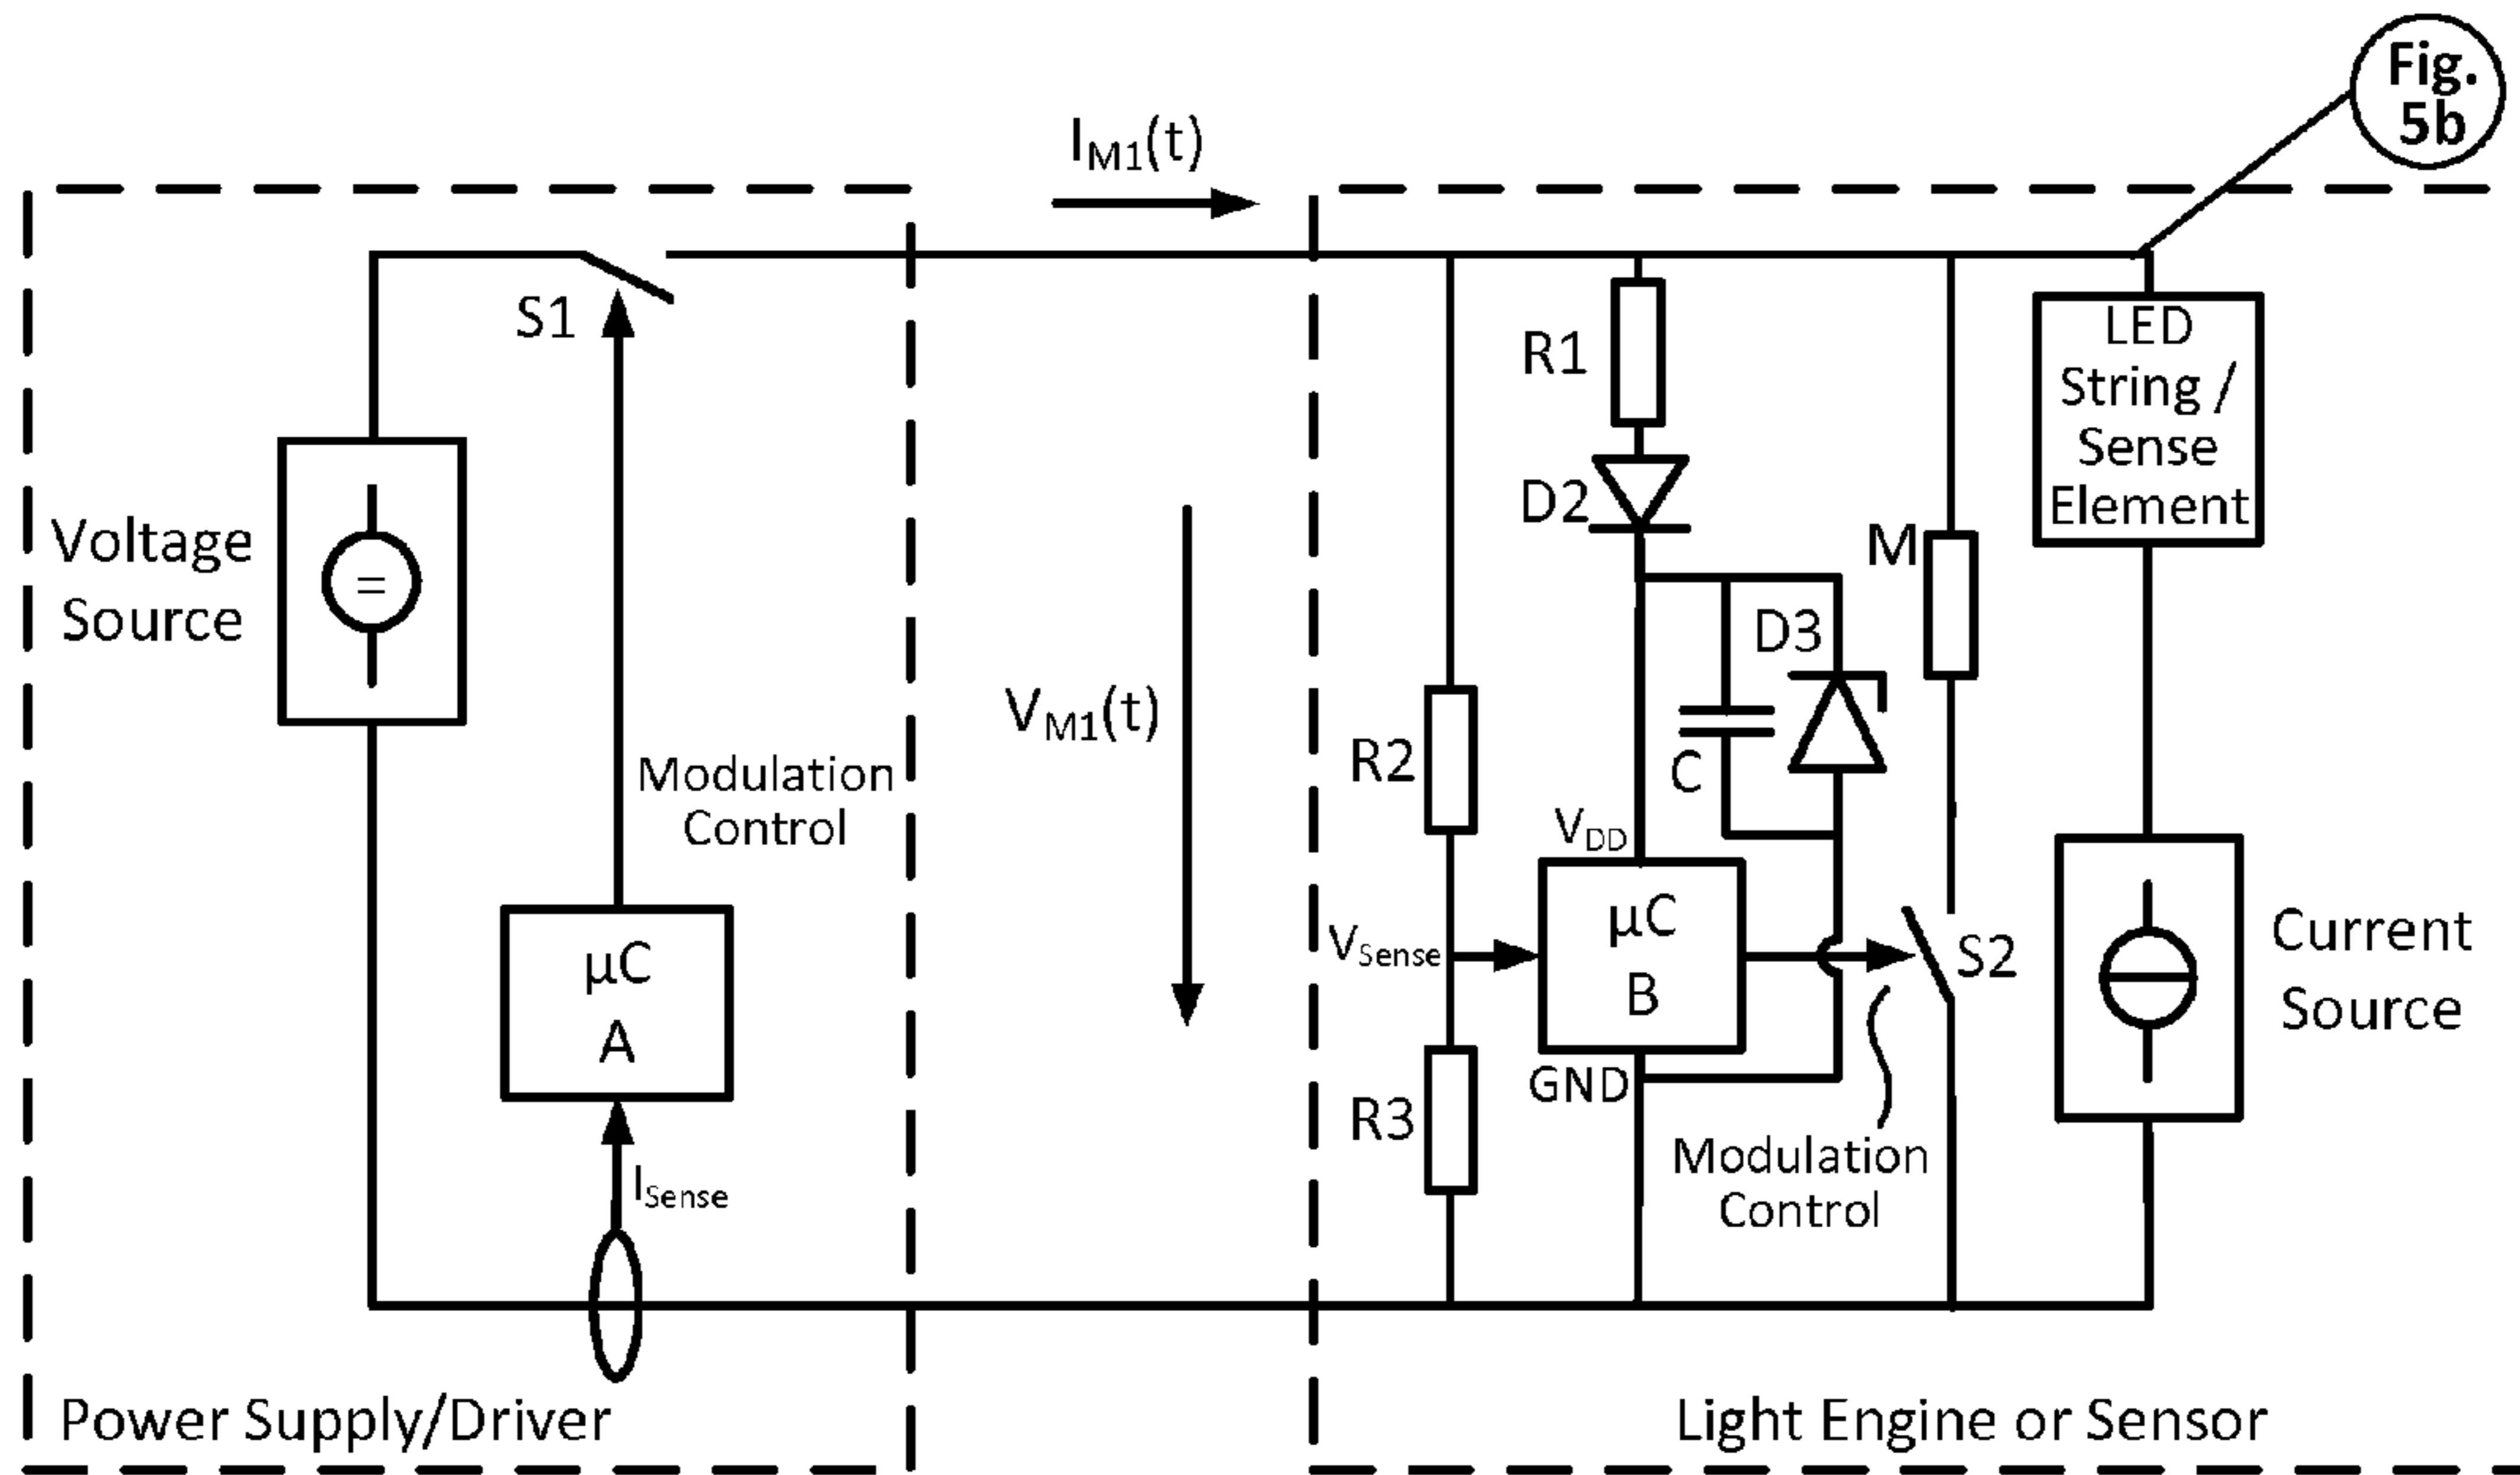 Fig.
5b
I_M1(t)
S1
R1
LED
String /
Sense
Element
D2
M
Voltage
Source
=
D3
V_M1(t)
R2
C
Modulation
Control
V_DD
µC
A
V_Sense
µC
B
S2
Current
Source
GND
R3
I_Sense
Modulation
Control
Power Supply/Driver
Light Engine or Sensor